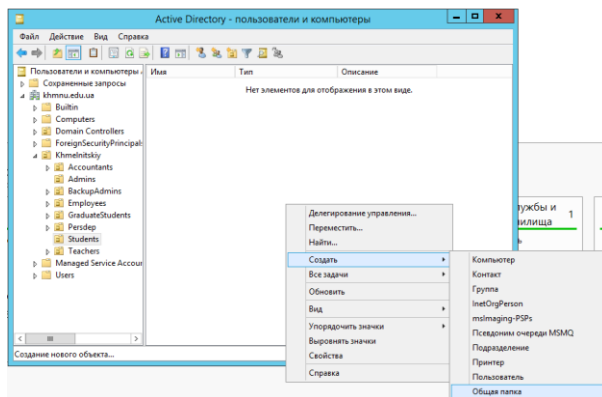 Active Directory - пользователи и компьютеры
Файл Действие Вид Справка
Пользователи и компьютеры
Сохраненные запросы
khmnu.edu.ua
Builtin
Computers
Domain Controllers
ForeignSecurityPrincipal
Khmelnitskiy
Accountants
Admins
BackupAdmins
Employees
GraduateStudents
Persdep
Students
Teachers
Managed Service Accour
Users
Имя Тип Описание
Нет элементов для отображения в этом виде.
Создание нового объекта...
Делегирование управления...
Переместить...
Найти...
Создать
Все задачи
Обновить
Вид
Упорядочить значки
Выровнять значки
Свойства
Справка
Компьютер
Контакт
Группа
InetOrgPerson
msImaging-PSPs
Псевдоним очереди MSMQ
Подразделение
Принтер
Пользователь
Общая папка
ужбы и 1
илища